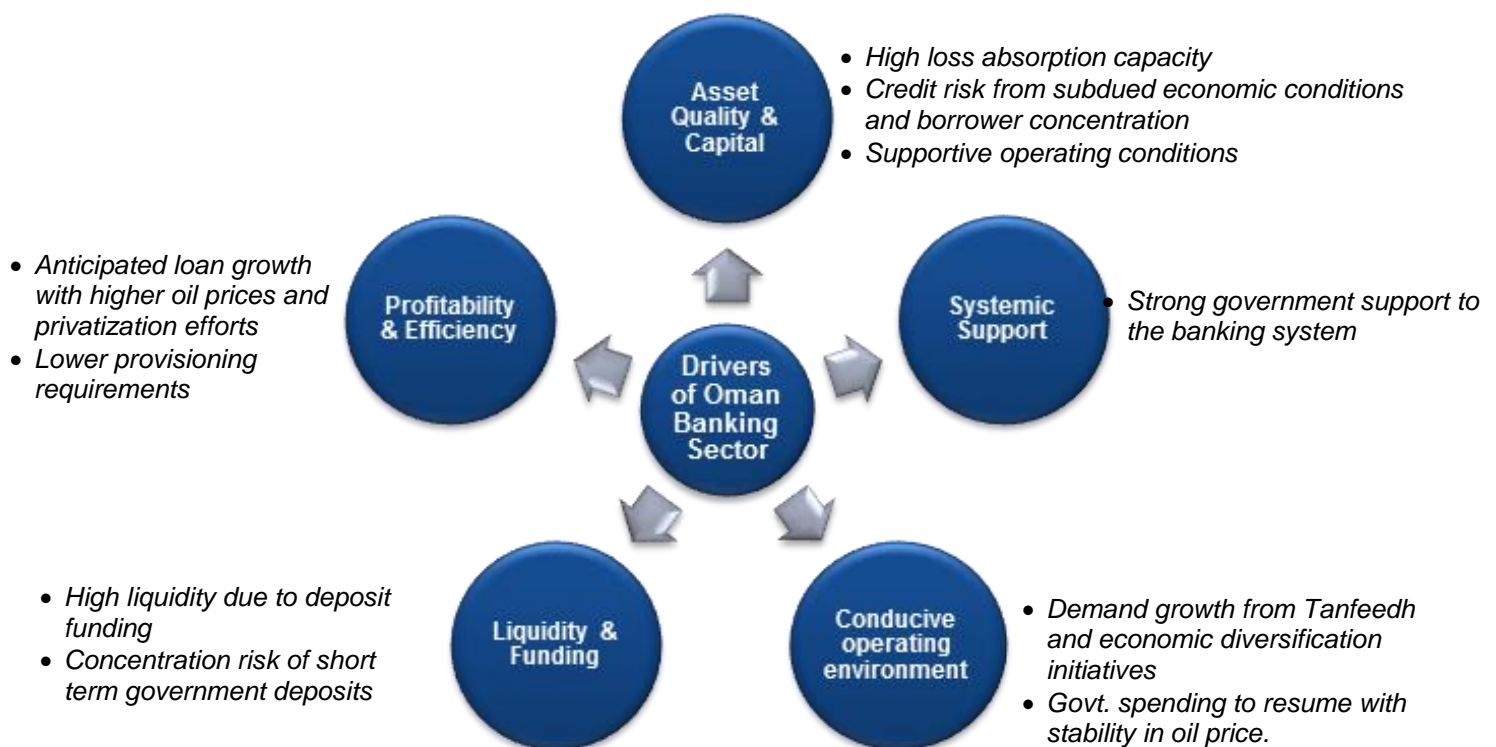 Asset
Quality &
Capital
• High loss absorption capacity
• Credit risk from subdued economic conditions
and borrower concentration
• Supportive operating conditions
• Anticipated loan growth
with higher oil prices and
privatization efforts
• Lower provisioning
requirements
Profitability
& Efficiency
Systemic
Support
• Strong government support to
the banking system
Drivers
of Oman
Banking
Sector
• High liquidity due to deposit
funding
• Concentration risk of short
term government deposits
Liquidity &
Funding
Conducive
operating
environment
• Demand growth from Tanfeedh
and economic diversification
initiatives
• Govt. spending to resume with
stability in oil price.